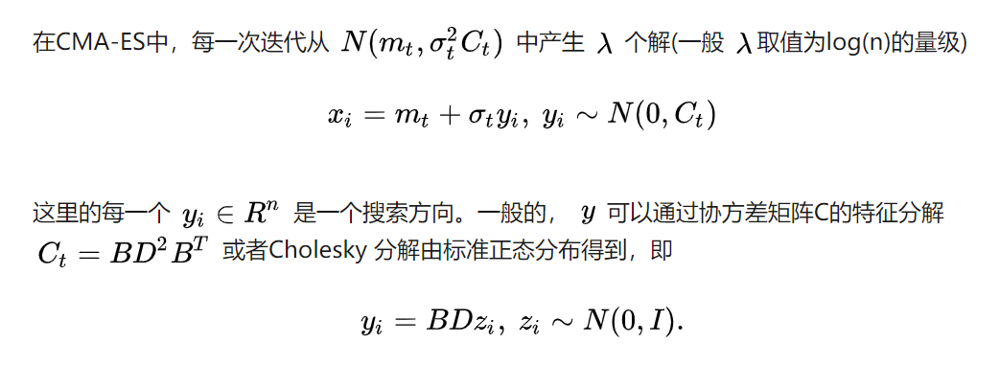 在CMA-ES中，每一次迭代从 $N(m_t, \sigma_t^2 C_t)$ 中产生 $\lambda$ 个解(一般 $\lambda$ 取值为log(n)的量级)
$x_i = m_t + \sigma_t y_i, \; y_i \sim N(0, C_t)$
这里的每一个 $y_i \in R^n$ 是一个搜索方向。一般的， $y$ 可以通过协方差矩阵C的特征分解
$C_t = BD^2B^T$ 或者Cholesky 分解由标准正态分布得到，即
$y_i = BDz_i, \; z_i \sim N(0, I).$